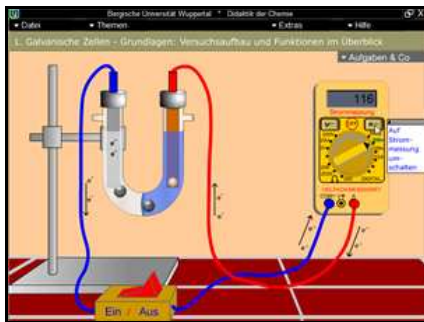 Bergische Universität Wuppertal * Didaktik der Chemie
Datei
Themen
Extras
Hilfe
1. Galvanische Zellen - Grundlagen: Versuchsaufbau und Funktionen im Überblick
Aufgaben & Co
116
Strommessung
Auf
Strom-
messung
um-
schalten
Ein / Aus